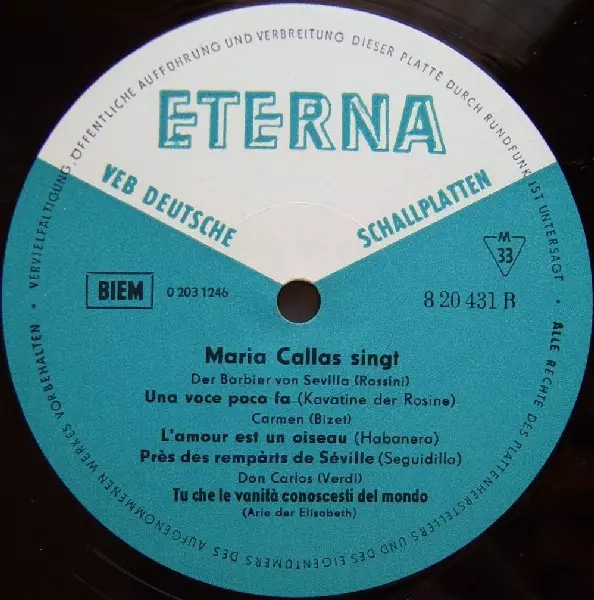 ALLE RECHTE DES PLATTENHERSTELLERS UND DES EIGENTÜMERS DES AUFGENOMMENEN WERKES VORBEHALTEN • VERVIELFÄLTIGUNG, ÖFFENTLICHE AUFFÜHRUNG UND VERBREITUNG DIESER PLATTE DURCH RUNDFUNK IST UNTERSAGT •
ETERNA
VEB DEUTSCHE SCHALLPLATTEN
M
33
BIEM
0 203 1246
8 20 431 B
Maria Callas singt
Der Barbier von Sevilla (Rossini)
Una voce poco fa (Kavatine der Rosine)
Carmen (Bizet)
L'amour est un oiseau (Habanera)
Près des rempàrts de Séville (Seguidilla)
Don Carlos (Verdi)
Tu che le vanità conoscesti del mondo
(Arie der Elisabeth)